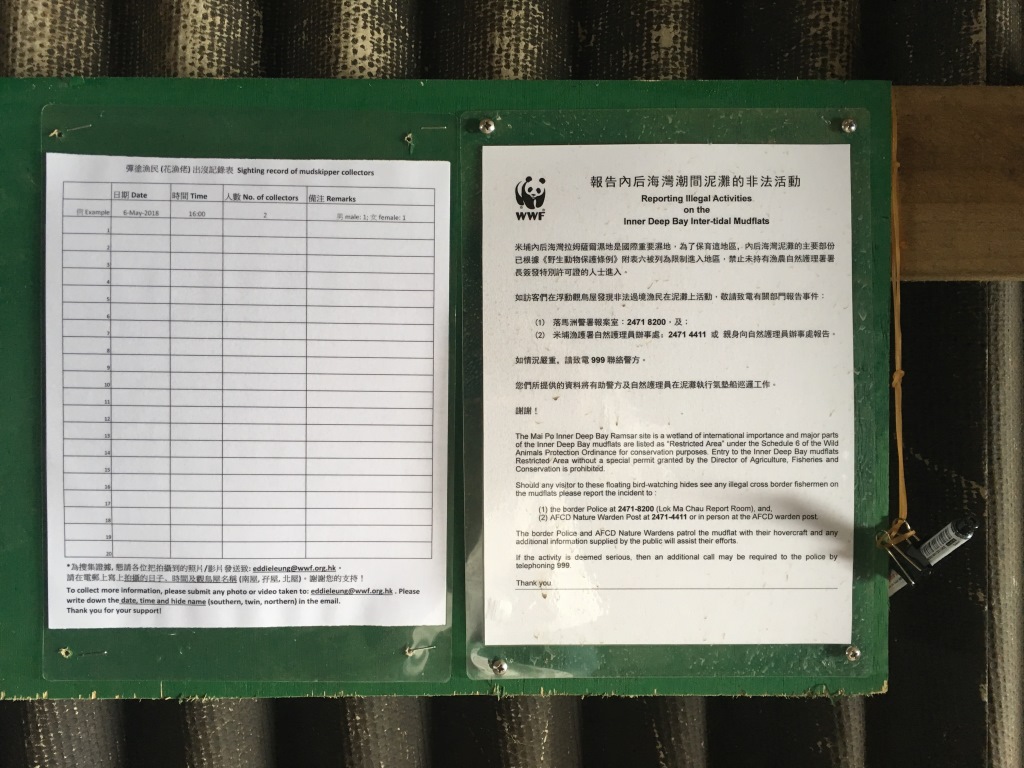 彈塗漁民 (花漁佬) 出沒記錄表 Sighting record of mudskipper collectors
日期 Date 時間 Time 人數 No. of collectors 備注 Remarks
例 Example 6-May-2018 16:00 2 男 male: 1; 女 female: 1
1
2
3
4
5
6
7
8
9
10
11
12
13
14
15
16
17
18
19
20
*為搜集證據, 懇請各位把拍攝到的照片/影片發送致: eddieleung@wwf.org.hk .
請在電郵上寫上拍攝的日子、時間及觀鳥屋名稱 (南屋, 孖屋, 北屋). 謝謝您的支持！
To collect more information, please submit any photo or video taken to: eddieleung@wwf.org.hk . Please
write down the date, time and hide name (southern, twin, northern) in the email.
Thank you for your support!
WWF
報告內后海灣潮間泥灘的非法活動
Reporting Illegal Activities
on the
Inner Deep Bay Inter-tidal Mudflats
米埔內后海灣拉姆薩爾濕地是國際重要濕地，為了保育這地區，內后海灣泥灘的主要部份
已根據《野生動物保護條例》附表六被列為限制進入地區，禁止未持有漁農自然護理署署
長簽發特別許可證的人士進入。
如訪客們在浮動觀鳥屋發現非法過境漁民在泥灘上活動，敬請致電有關部門報告事件：
(1) 落馬洲警署報案室：2471 8200，及；
(2) 米埔漁護署自然護理員辦事處：2471 4411 或 親身向自然護理員辦事處報告。
如情況嚴重，請致電 999 聯絡警方。
您們所提供的資料將有助警方及自然護理員在泥灘執行氣墊船巡邏工作。
謝謝！
The Mai Po Inner Deep Bay Ramsar site is a wetland of international importance and major parts
of the Inner Deep Bay mudflats are listed as "Restricted Area" under the Schedule 6 of the Wild
Animals Protection Ordinance for conservation purposes. Entry to the Inner Deep Bay mudflats
Restricted Area without a special permit granted by the Director of Agriculture, Fisheries and
Conservation is prohibited.
Should any visitor to these floating bird-watching hides see any illegal cross border fishermen on
the mudflats please report the incident to :
(1) the border Police at 2471-8200 (Lok Ma Chau Report Room), and,
(2) AFCD Nature Warden Post at 2471-4411 or in person at the AFCD warden post.
The border Police and AFCD Nature Wardens patrol the mudflat with their hovercraft and any
additional information supplied by the public will assist their efforts.
If the activity is deemed serious, then an additional call may be required to the police by
telephoning 999.
Thank you